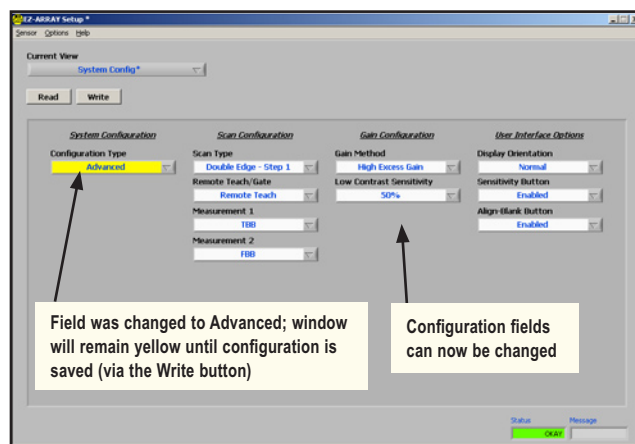 EZ-ARRAY Setup *
Sensor Options Help
Current View
System Config*
Read Write
System Configuration
Configuration Type
Advanced
Scan Configuration
Scan Type
Double Edge - Step 1
Remote Teach/Gate
Remote Teach
Measurement 1
TBB
Measurement 2
FBB
Gain Configuration
Gain Method
High Excess Gain
Low Contrast Sensitivity
50%
User Interface Options
Display Orientation
Normal
Sensitivity Button
Enabled
Align-Blank Button
Enabled
Field was changed to Advanced; window
will remain yellow until configuration is
saved (via the Write button)
Configuration fields
can now be changed
Status Message
OKAY